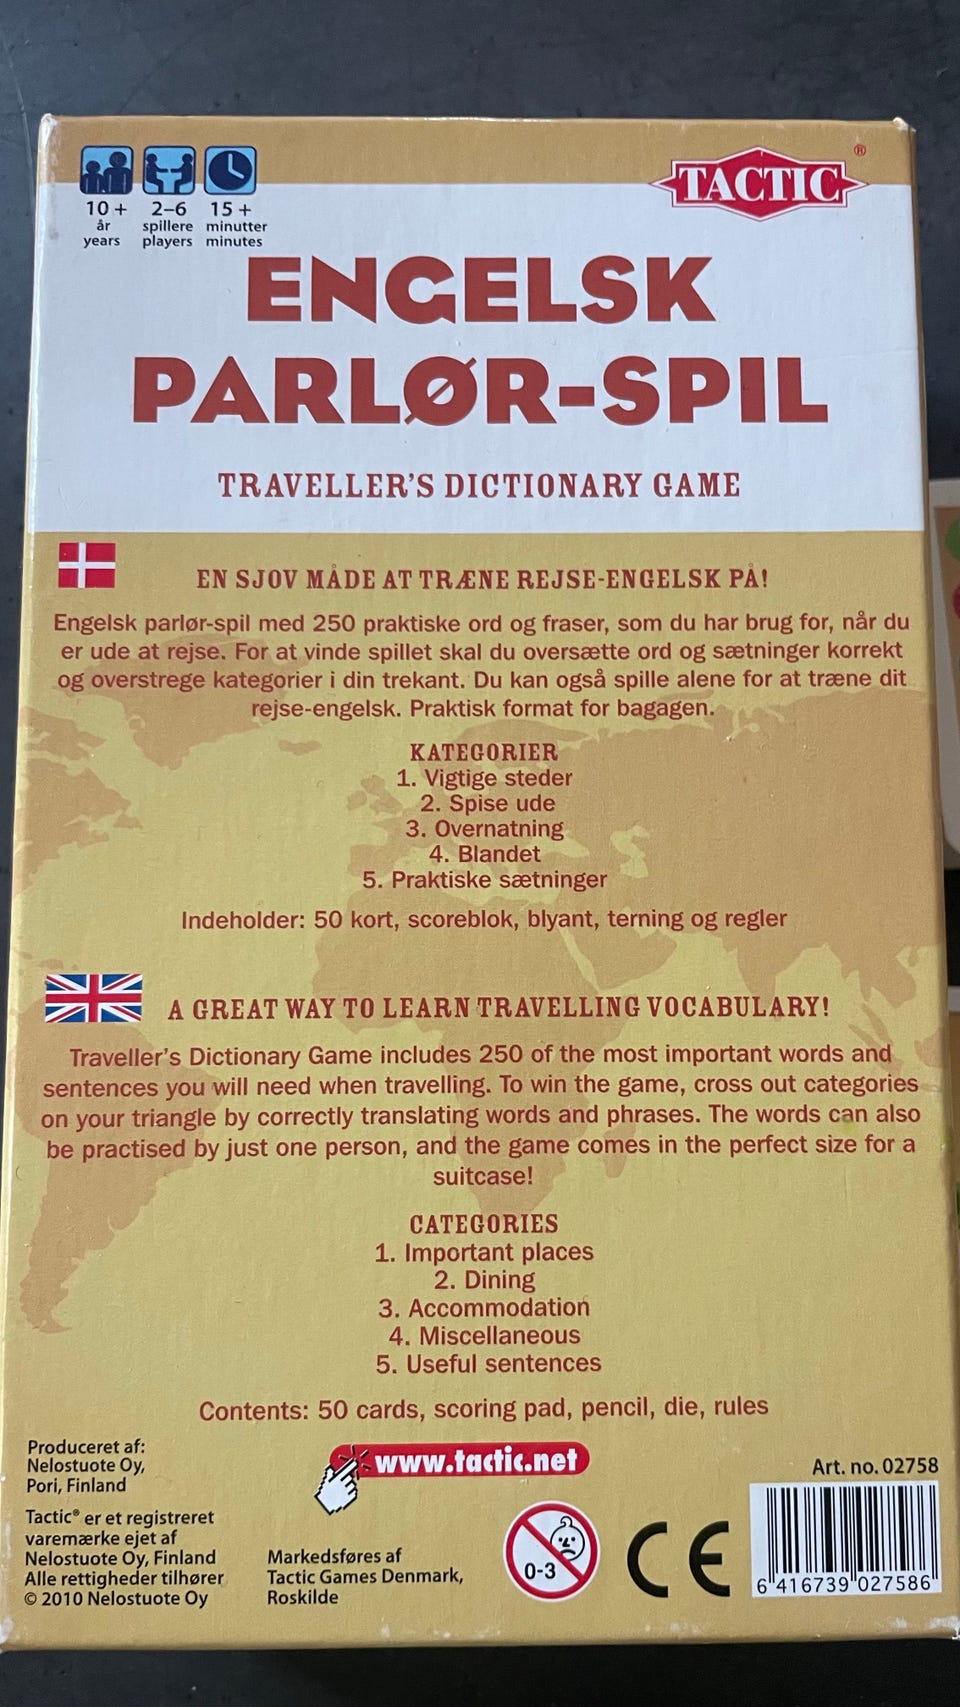 TACTIC®
10 + 2–6 15 +
år spillere minutter
years players minutes
ENGELSK
PARLØR-SPIL
TRAVELLER'S DICTIONARY GAME
EN SJOV MÅDE AT TRÆNE REJSE-ENGELSK PÅ!
Engelsk parlør-spil med 250 praktiske ord og fraser, som du har brug for, når du
er ude at rejse. For at vinde spillet skal du oversætte ord og sætninger korrekt
og overstrege kategorier i din trekant. Du kan også spille alene for at træne dit
rejse-engelsk. Praktisk format for bagagen.
KATEGORIER
1. Vigtige steder
2. Spise ude
3. Overnatning
4. Blandet
5. Praktiske sætninger
Indeholder: 50 kort, scoreblok, blyant, terning og regler
A GREAT WAY TO LEARN TRAVELLING VOCABULARY!
Traveller's Dictionary Game includes 250 of the most important words and
sentences you will need when travelling. To win the game, cross out categories
on your triangle by correctly translating words and phrases. The words can also
be practised by just one person, and the game comes in the perfect size for a
suitcase!
CATEGORIES
1. Important places
2. Dining
3. Accommodation
4. Miscellaneous
5. Useful sentences
Contents: 50 cards, scoring pad, pencil, die, rules
Produceret af:
Nelostuote Oy,
Pori, Finland
Tactic® er et registreret
varemærke ejet af
Nelostuote Oy, Finland
Alle rettigheder tilhører
© 2010 Nelostuote Oy
www.tactic.net
Markedsføres af
Tactic Games Denmark,
Roskilde
0-3
CE
Art. no. 02758
6 416739 027586